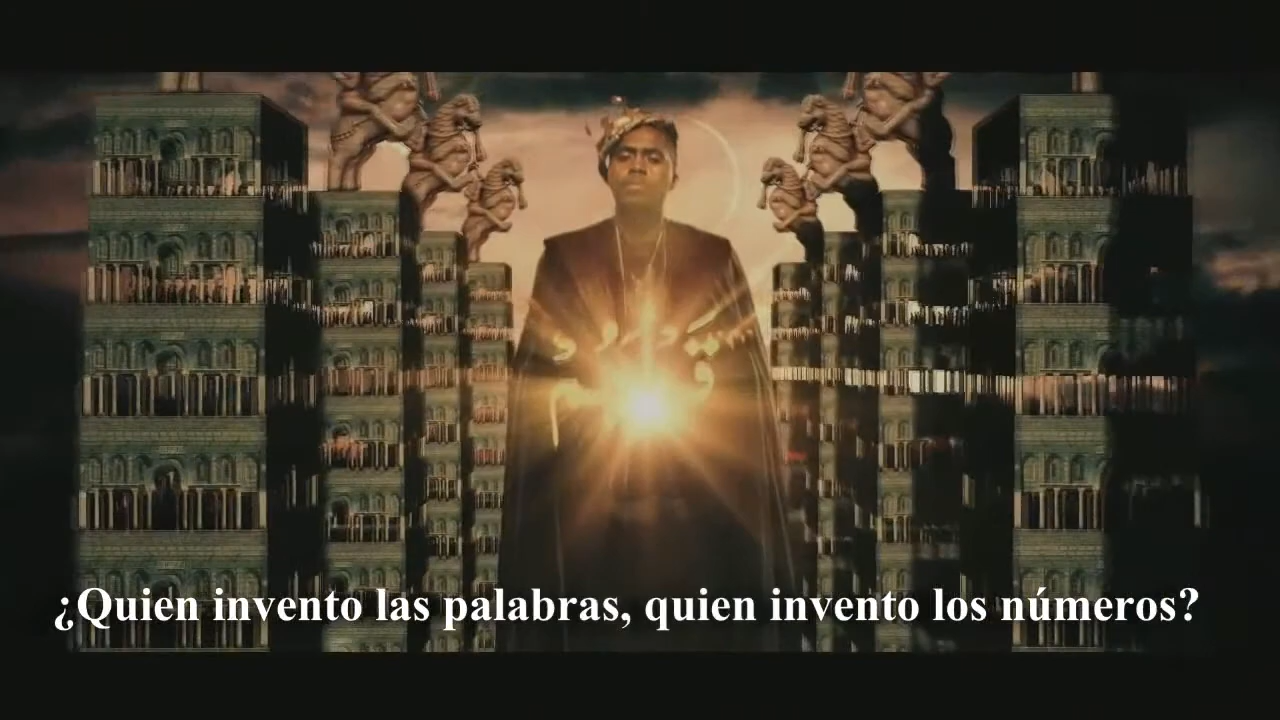 ¿Quien invento las palabras, quien invento los números?